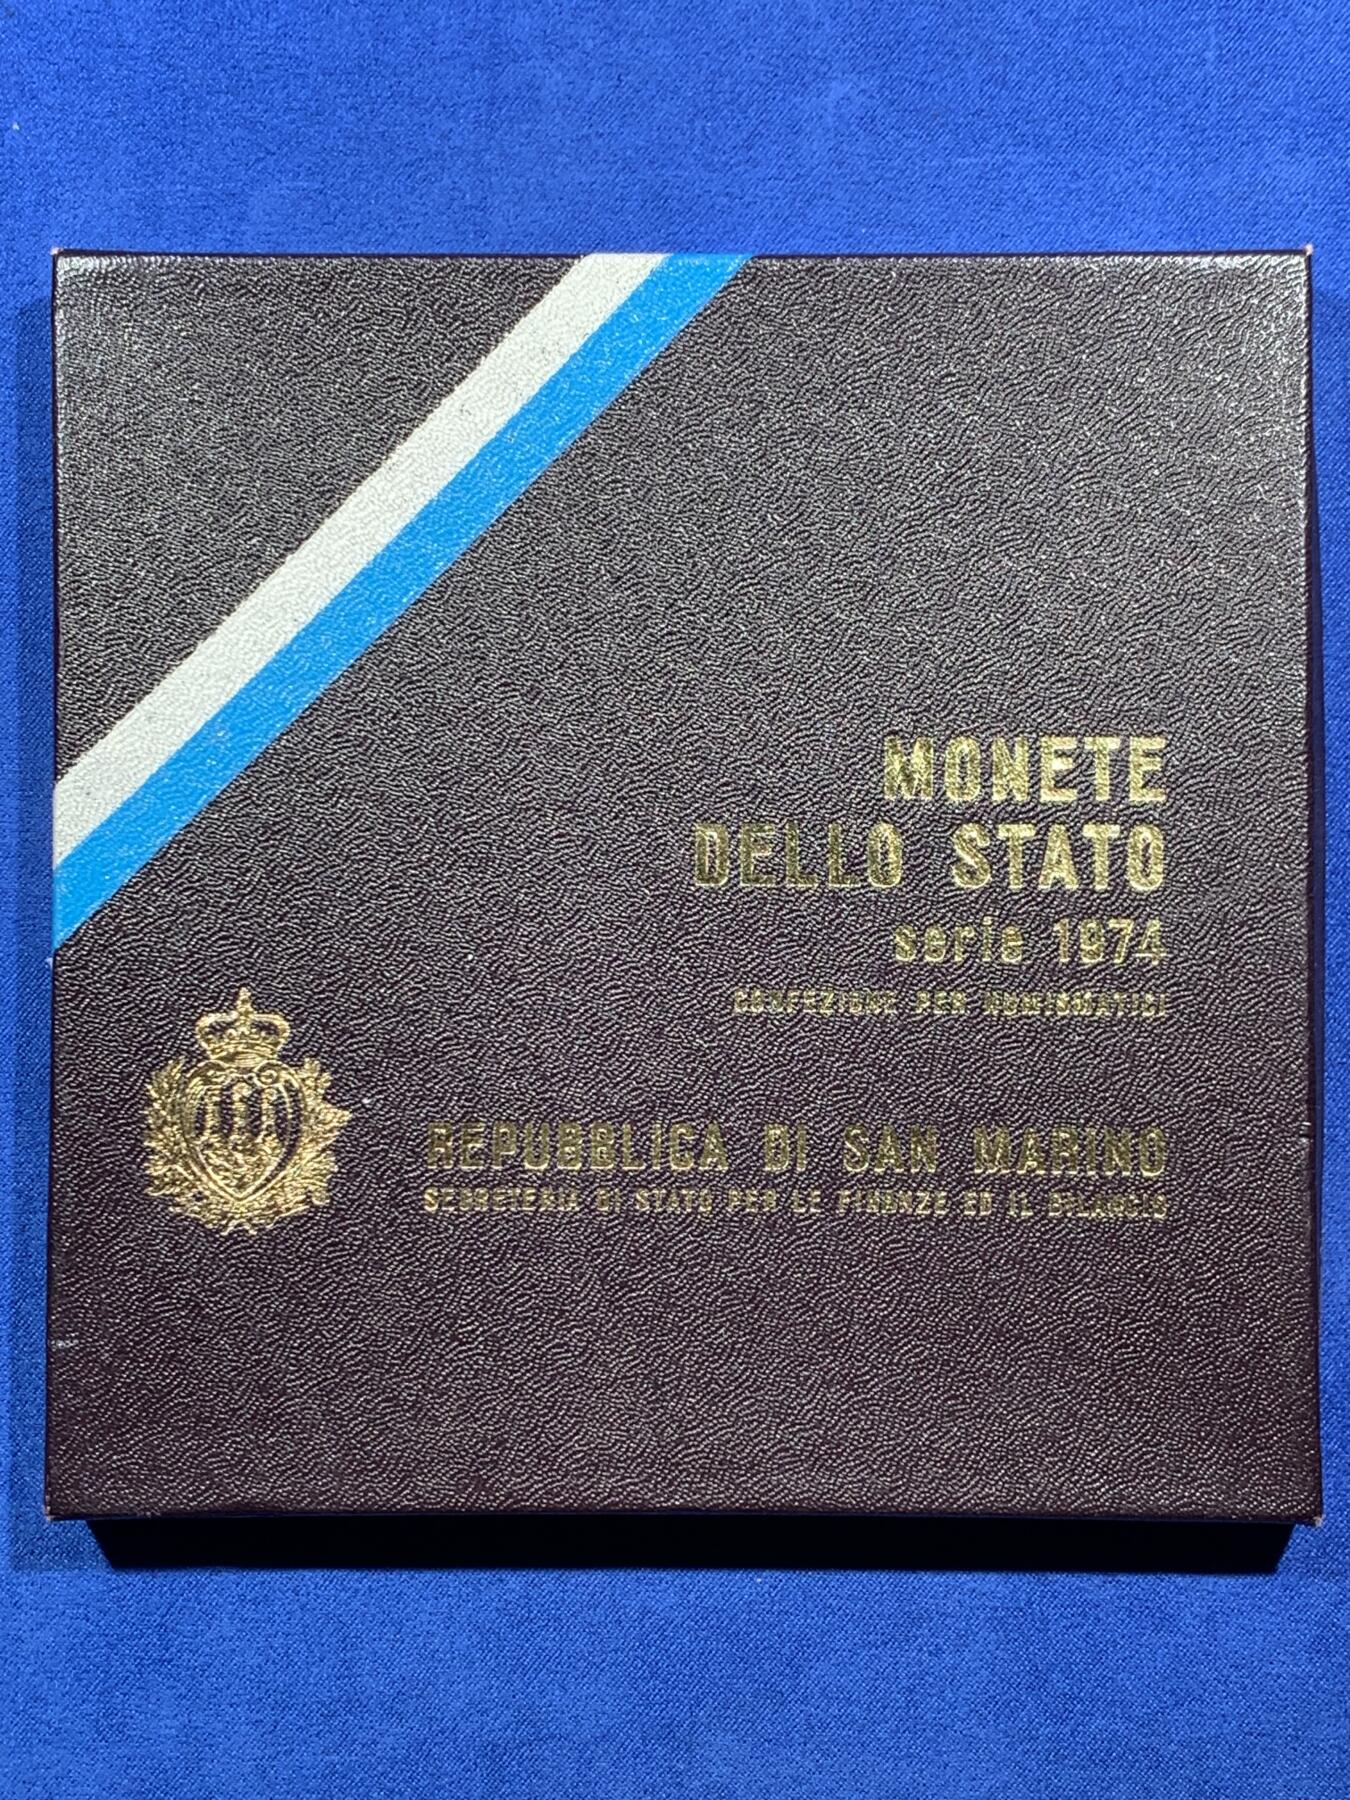 MONETE
DELLO STATO
serie 1974
CONFEZIONE PER NUMISMATICI
REPUBBLICA DI SAN MARINO
SEGRETERIA DI STATO PER LE FINANZE ED IL BILANCIO